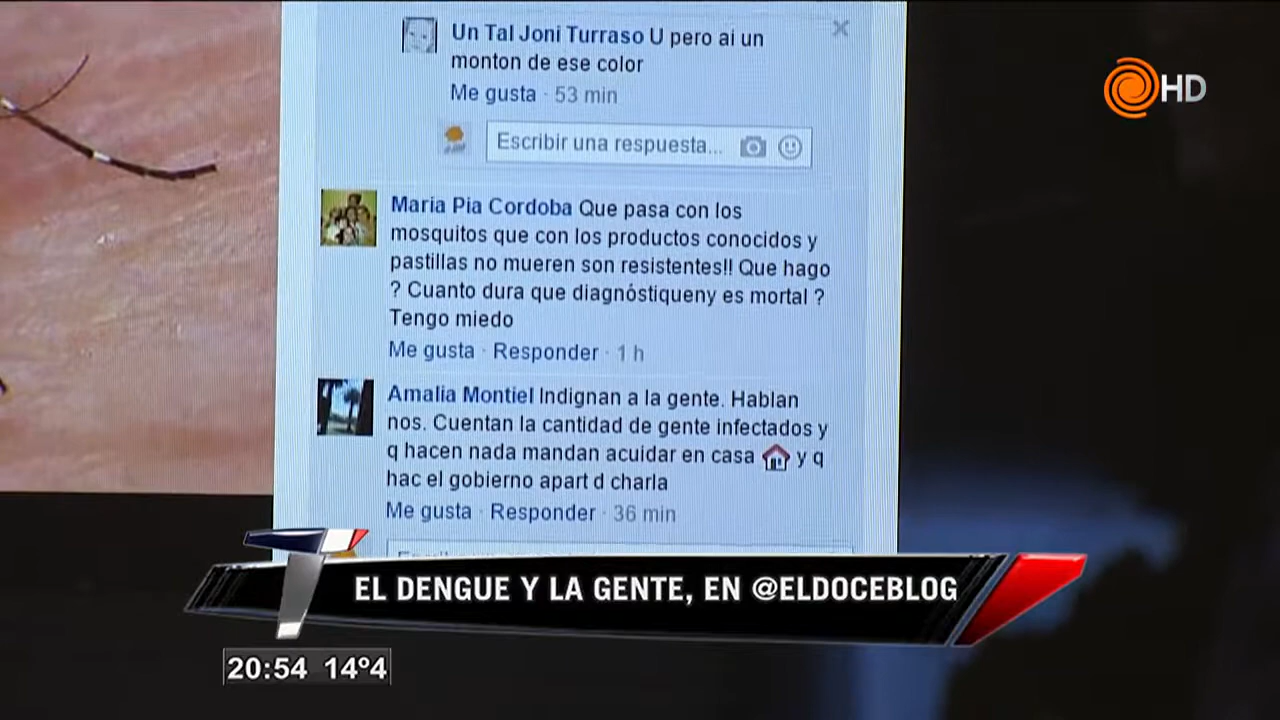 Un Tal Joni Turraso U pero ai un
monton de ese color
Me gusta · 53 min
HD
Escribir una respuesta...
Maria Pia Cordoba Que pasa con los
mosquitos que con los productos conocidos y
pastillas no mueren son resistentes!! Que hago
? Cuanto dura que diagnóstiqueny es mortal ?
Tengo miedo
Me gusta · Responder · 1 h
Amalia Montiel Indignan a la gente. Hablan
nos. Cuentan la cantidad de gente infectados y
q hacen nada mandan acuidar en casa y q
hac el gobierno apart d charla
Me gusta · Responder · 36 min
EL DENGUE Y LA GENTE, EN @ELDOCEBLOG
20:54 14º4